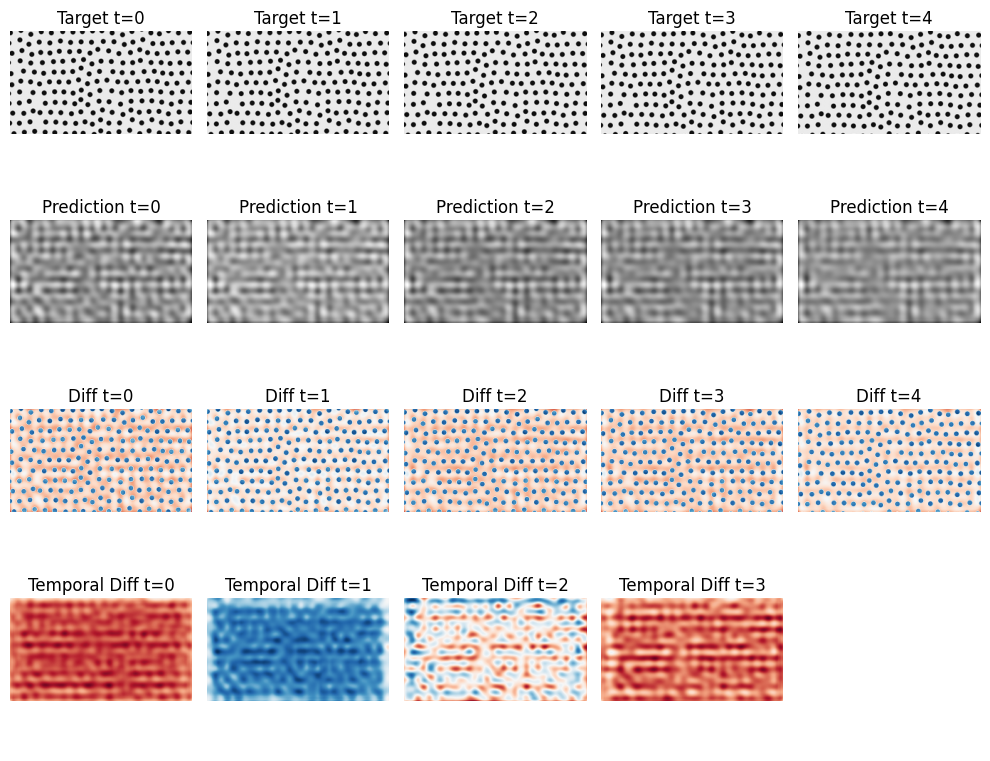 Target t=0 Target t=1 Target t=2 Target t=3 Target t=4
Prediction t=0 Prediction t=1 Prediction t=2 Prediction t=3 Prediction t=4
Diff t=0 Diff t=1 Diff t=2 Diff t=3 Diff t=4
Temporal Diff t=0 Temporal Diff t=1 Temporal Diff t=2 Temporal Diff t=3